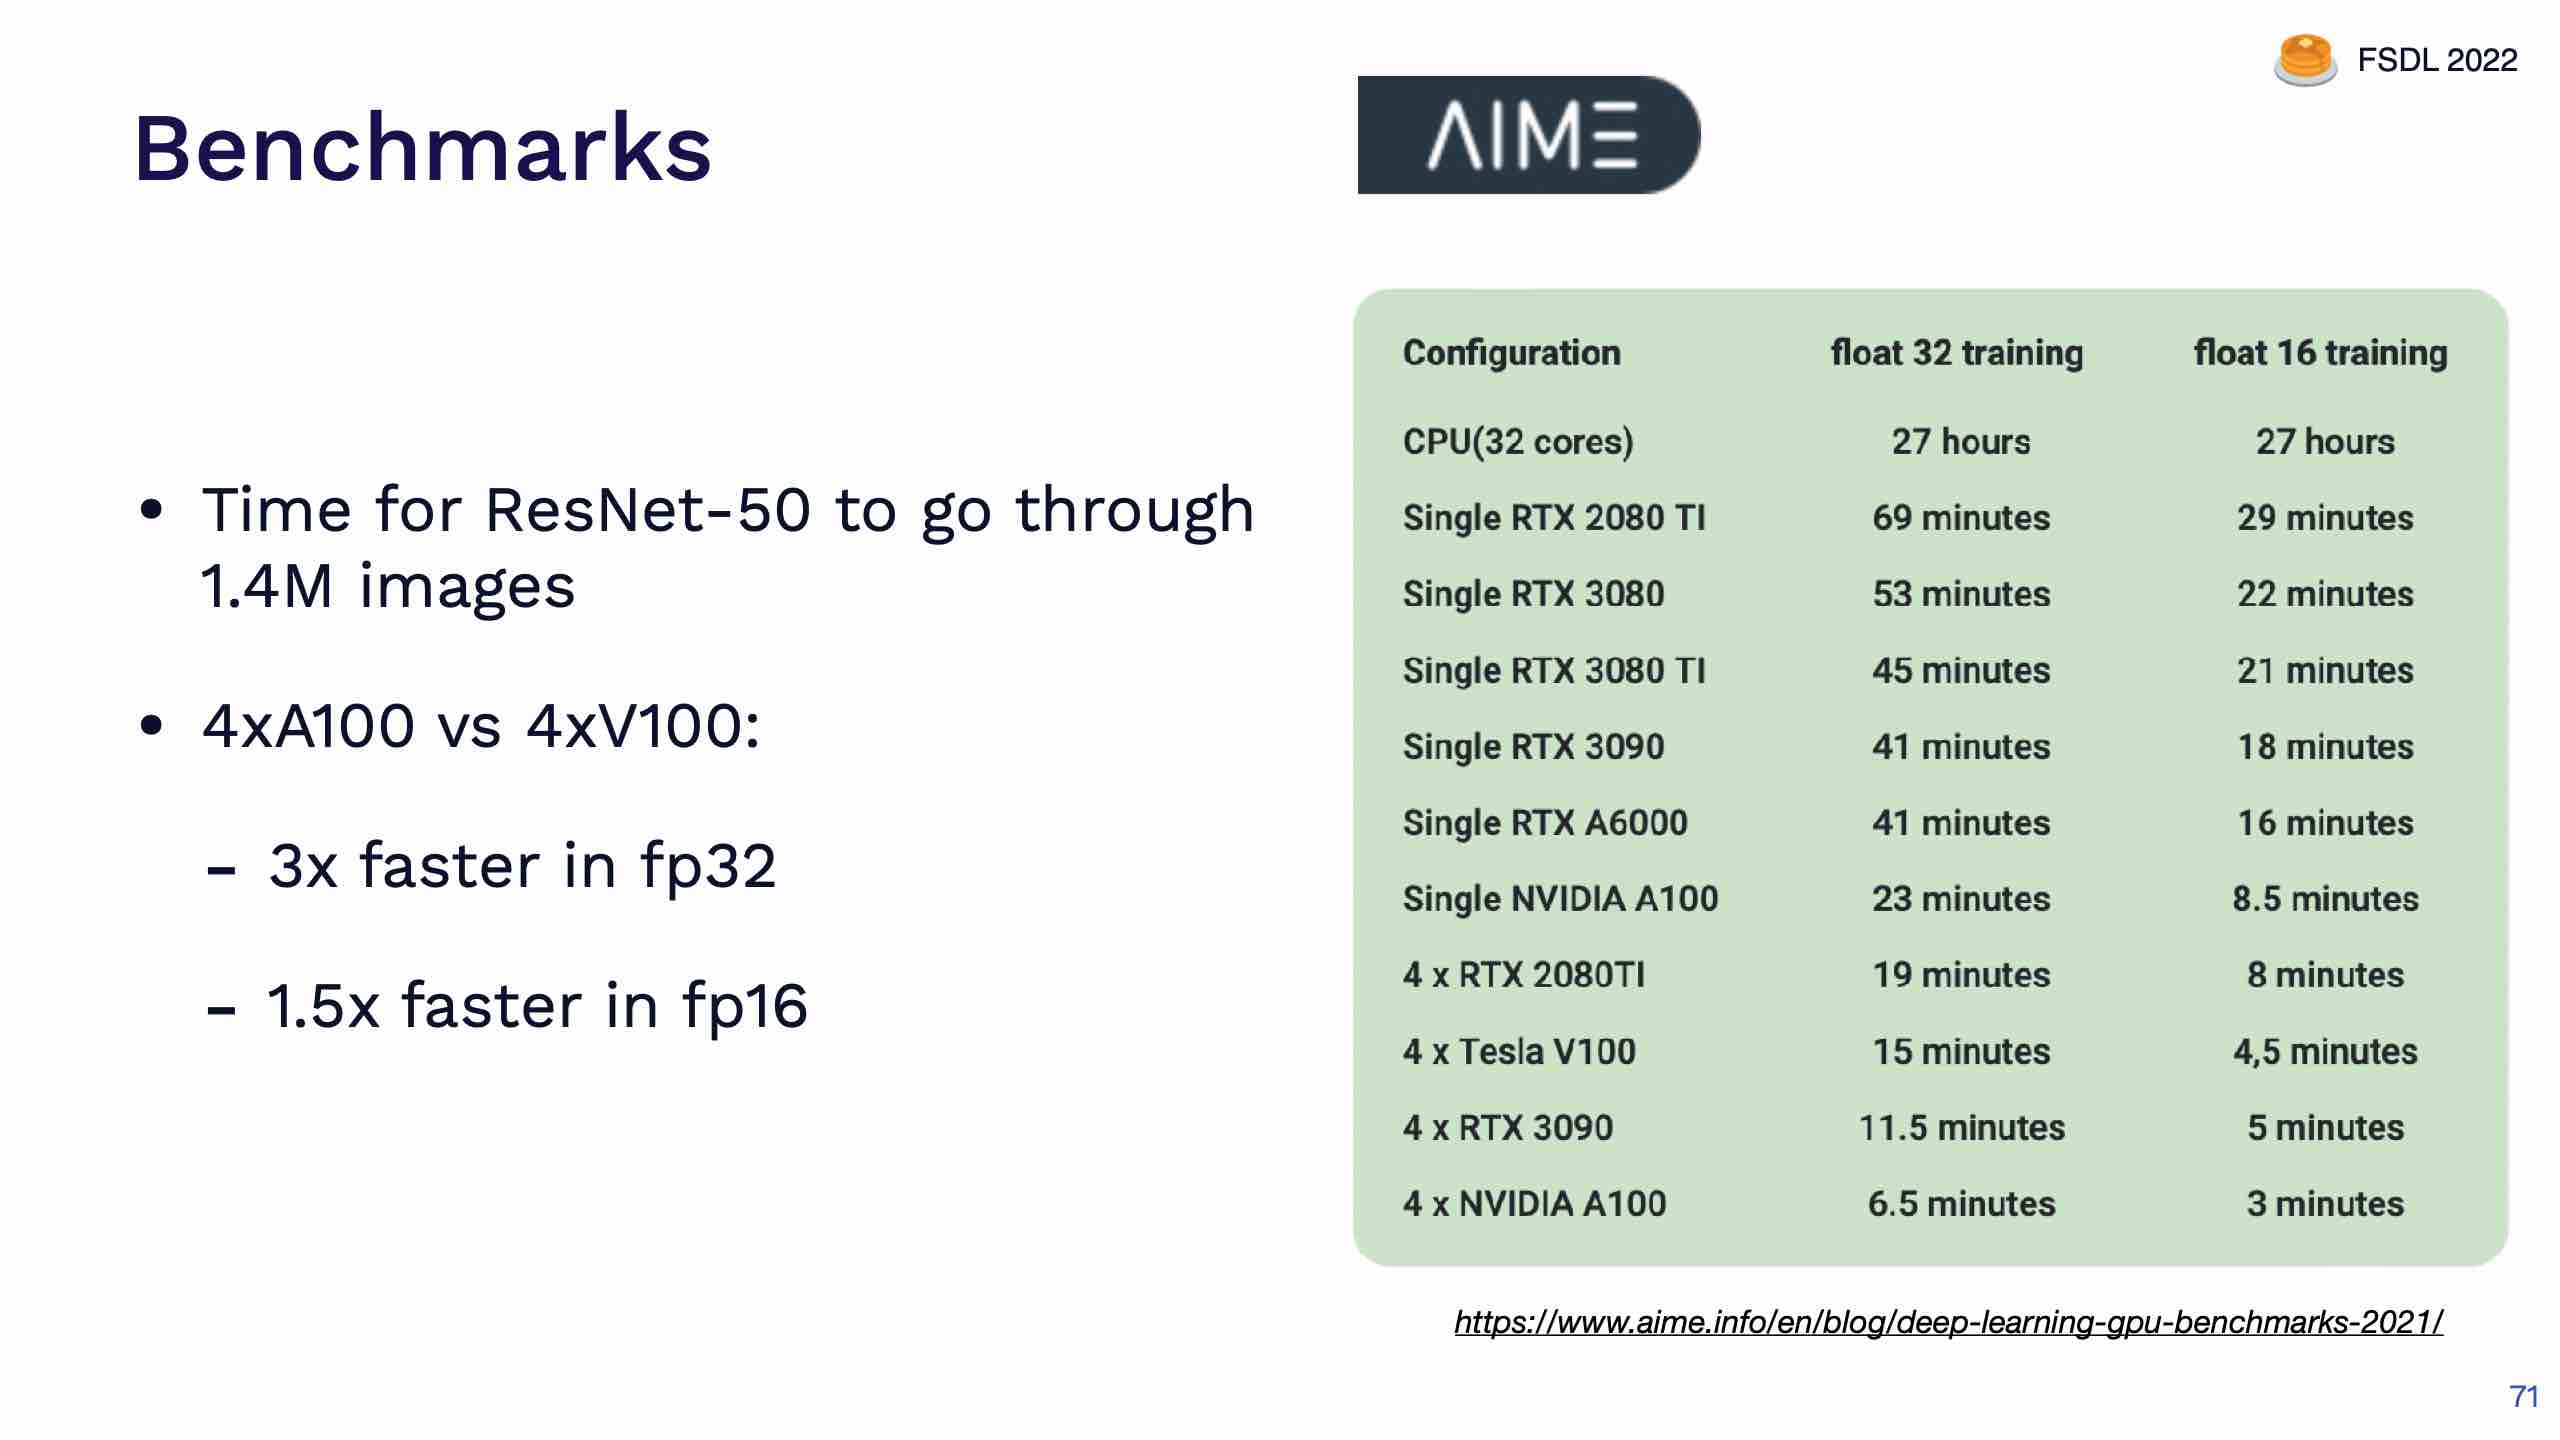 FSDL 2022
Benchmarks
AIME
• Time for ResNet-50 to go through
1.4M images
• 4xA100 vs 4xV100:
- 3x faster in fp32
- 1.5x faster in fp16
Configuration float 32 training float 16 training
CPU(32 cores) 27 hours 27 hours
Single RTX 2080 TI 69 minutes 29 minutes
Single RTX 3080 53 minutes 22 minutes
Single RTX 3080 TI 45 minutes 21 minutes
Single RTX 3090 41 minutes 18 minutes
Single RTX A6000 41 minutes 16 minutes
Single NVIDIA A100 23 minutes 8.5 minutes
4 x RTX 2080TI 19 minutes 8 minutes
4 x Tesla V100 15 minutes 4,5 minutes
4 x RTX 3090 11.5 minutes 5 minutes
4 x NVIDIA A100 6.5 minutes 3 minutes
https://www.aime.info/en/blog/deep-learning-gpu-benchmarks-2021/
71